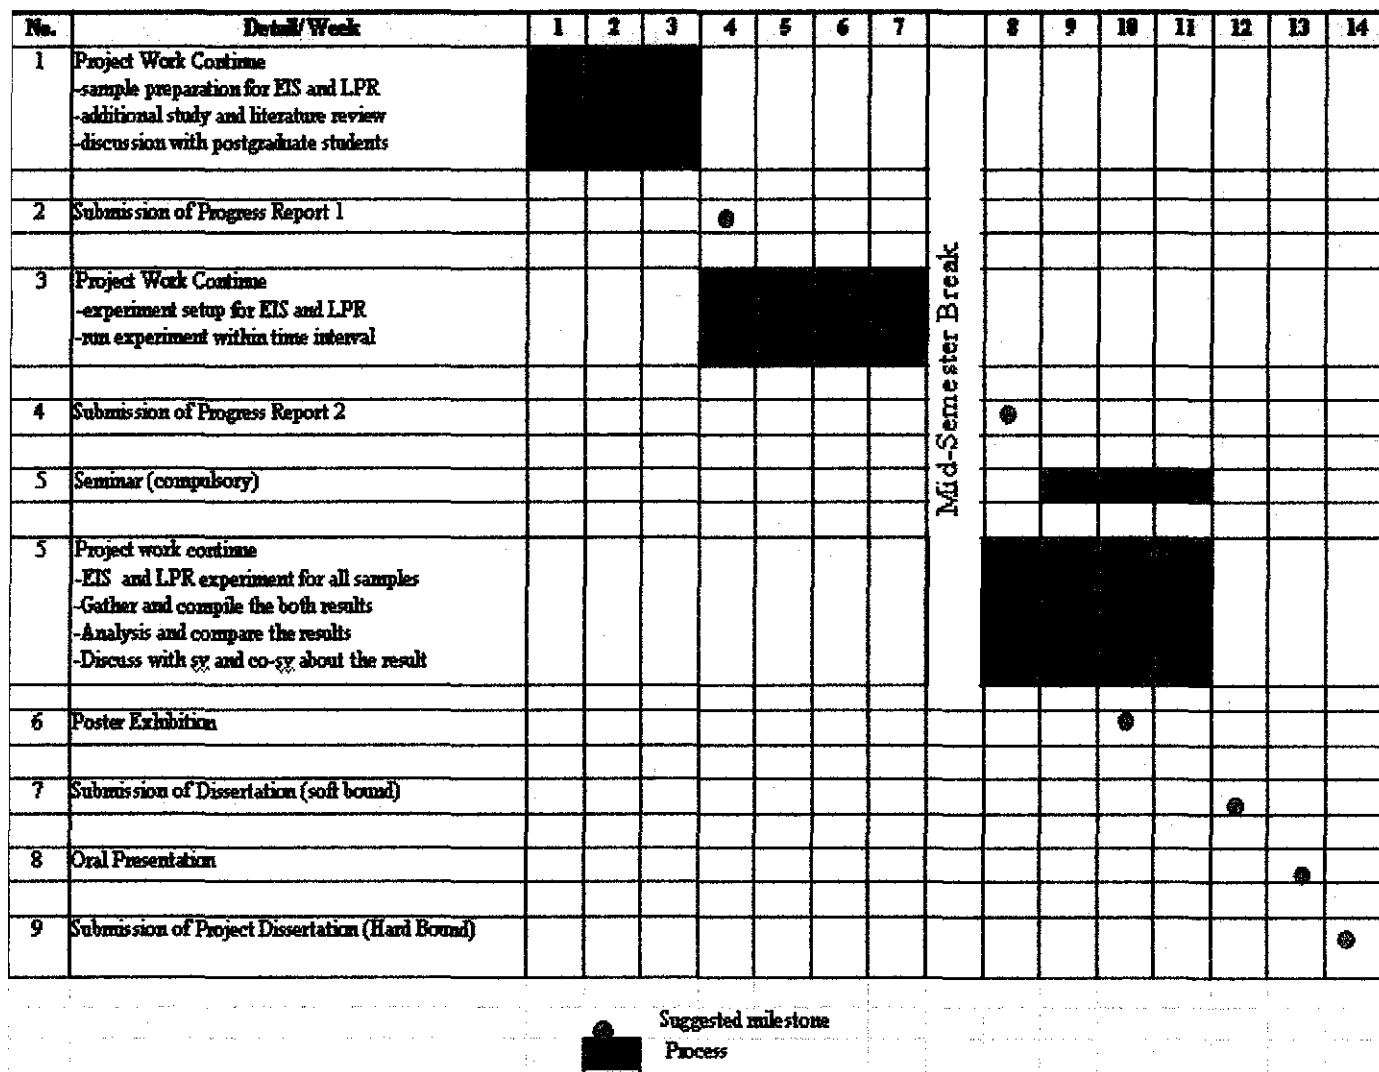 No. Detail/Week 1 2 3 4 5 6 7 8 9 10 11 12 13 14
1 Project Work Continue
-sample preparation for EIS and LPR
-additional study and literature review
-discussion with postgraduate students
2 Submission of Progress Report 1
3 Project Work Continue
-experiment setup for EIS and LPR
-run experiment within time interval
Mid-Semester Break
4 Submission of Progress Report 2
5 Seminar (compulsory)
5 Project work continue
-EIS and LPR experiment for all samples
-Gather and compile the both results
-Analysis and compare the results
-Discuss with sv and co-sv about the result
6 Poster Exhibition
7 Submission of Dissertation (soft bound)
8 Oral Presentation
9 Submission of Project Dissertation (Hard Bound)
Suggested milestone
Process